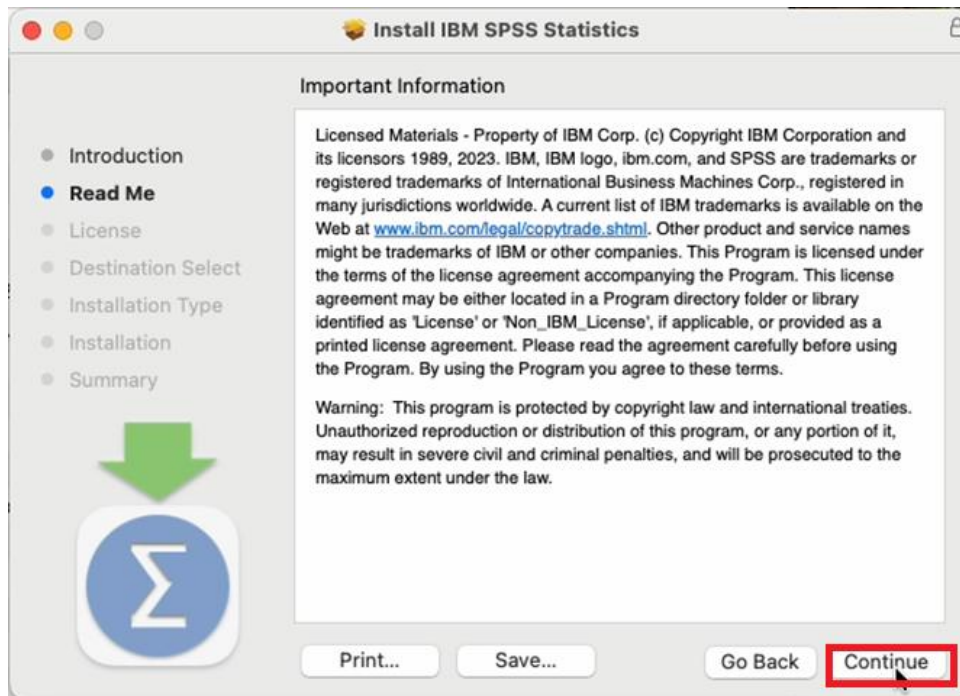 Install IBM SPSS Statistics
Important Information
Introduction
Read Me
License
Destination Select
Installation Type
Installation
Summary
Licensed Materials - Property of IBM Corp. (c) Copyright IBM Corporation and
its licensors 1989, 2023. IBM, IBM logo, ibm.com, and SPSS are trademarks or
registered trademarks of International Business Machines Corp., registered in
many jurisdictions worldwide. A current list of IBM trademarks is available on the
Web at www.ibm.com/legal/copytrade.shtml. Other product and service names
might be trademarks of IBM or other companies. This Program is licensed under
the terms of the license agreement accompanying the Program. This license
agreement may be either located in a Program directory folder or library
identified as 'License' or 'Non_IBM_License', if applicable, or provided as a
printed license agreement. Please read the agreement carefully before using
the Program. By using the Program you agree to these terms.
Warning: This program is protected by copyright law and international treaties.
Unauthorized reproduction or distribution of this program, or any portion of it,
may result in severe civil and criminal penalties, and will be prosecuted to the
maximum extent under the law.
Σ
Print... Save... Go Back Continue